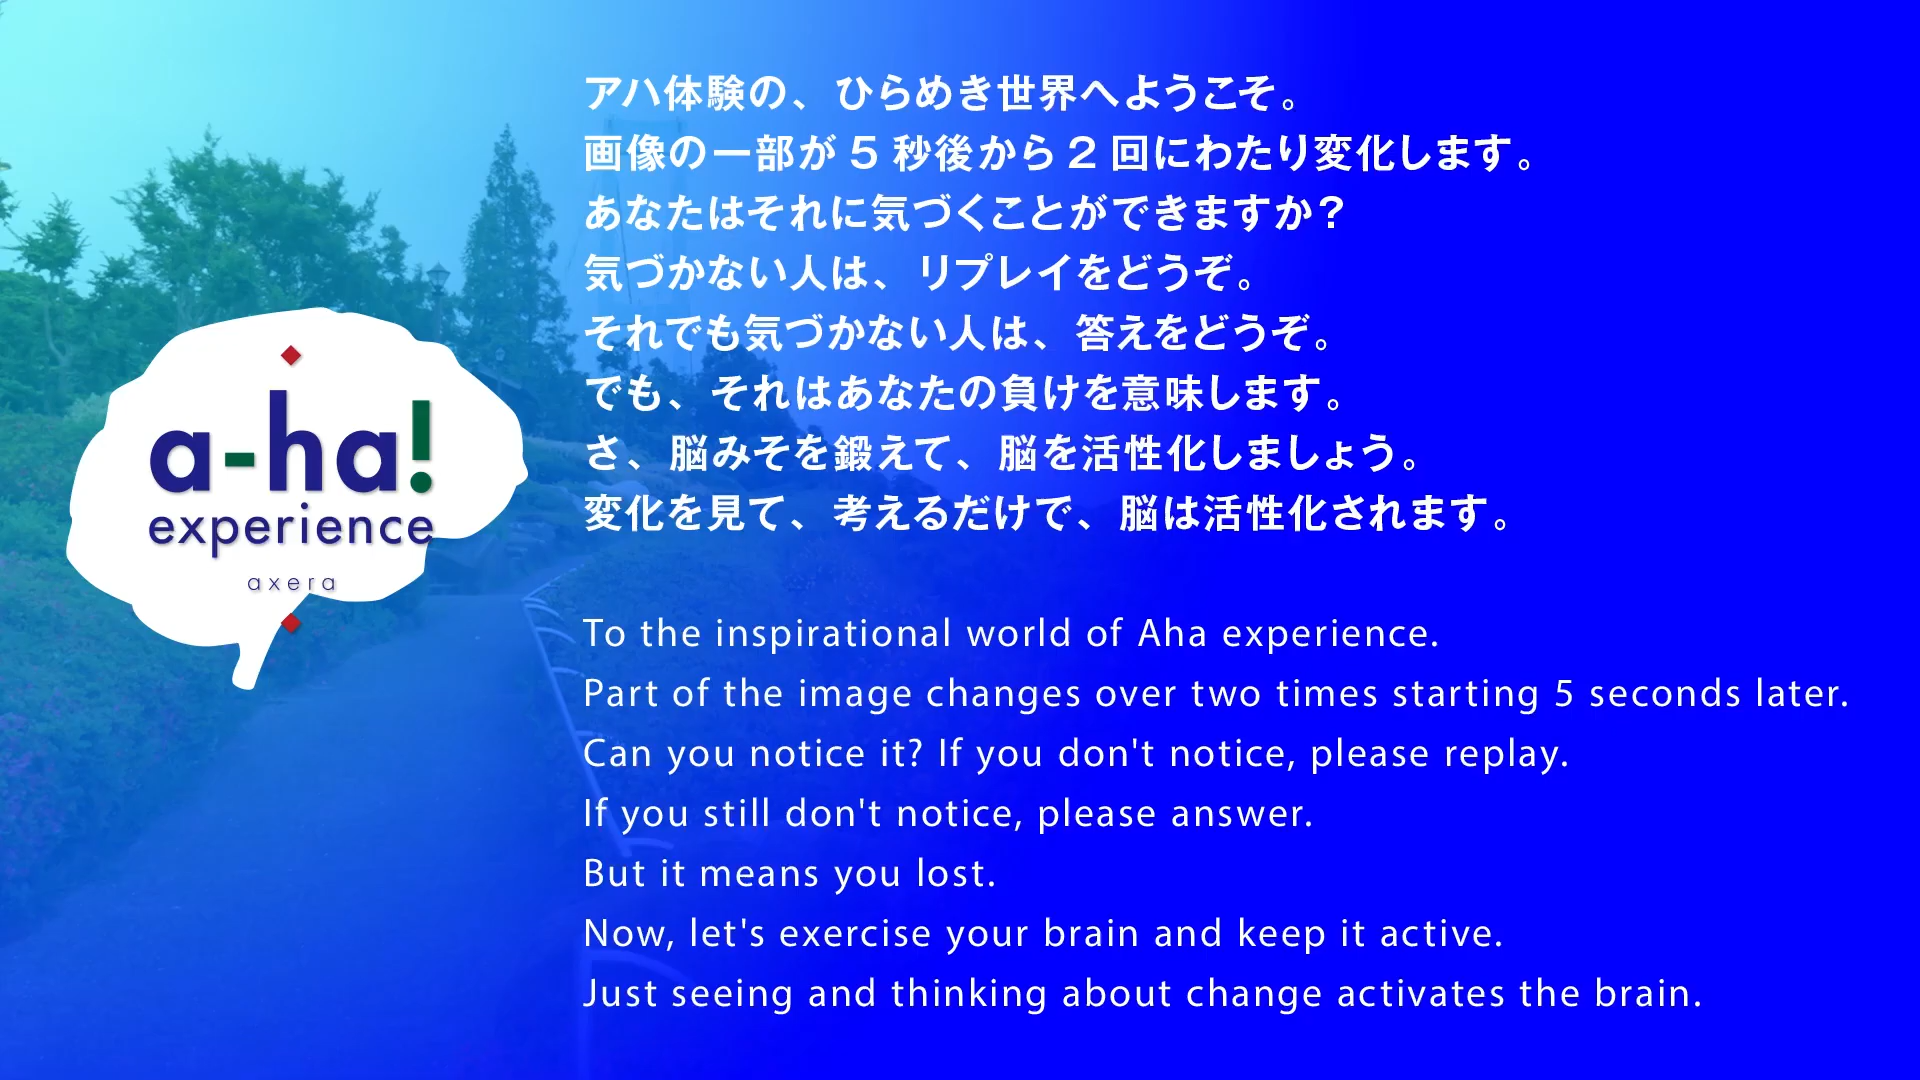 a-ha!
experience
axera
アハ体験の、ひらめき世界へようこそ。
画像の一部が5秒後から2回にわたり変化します。
あなたはそれに気づくことができますか?
気づかない人は、リプレイをどうぞ。
それでも気づかない人は、答えをどうぞ。
でも、それはあなたの負けを意味します。
さ、脳みそを鍛えて、脳を活性化しましょう。
変化を見て、考えるだけで、脳は活性化されます。
To the inspirational world of Aha experience.
Part of the image changes over two times starting 5 seconds later.
Can you notice it? If you don't notice, please replay.
If you still don't notice, please answer.
But it means you lost.
Now, let's exercise your brain and keep it active.
Just seeing and thinking about change activates the brain.